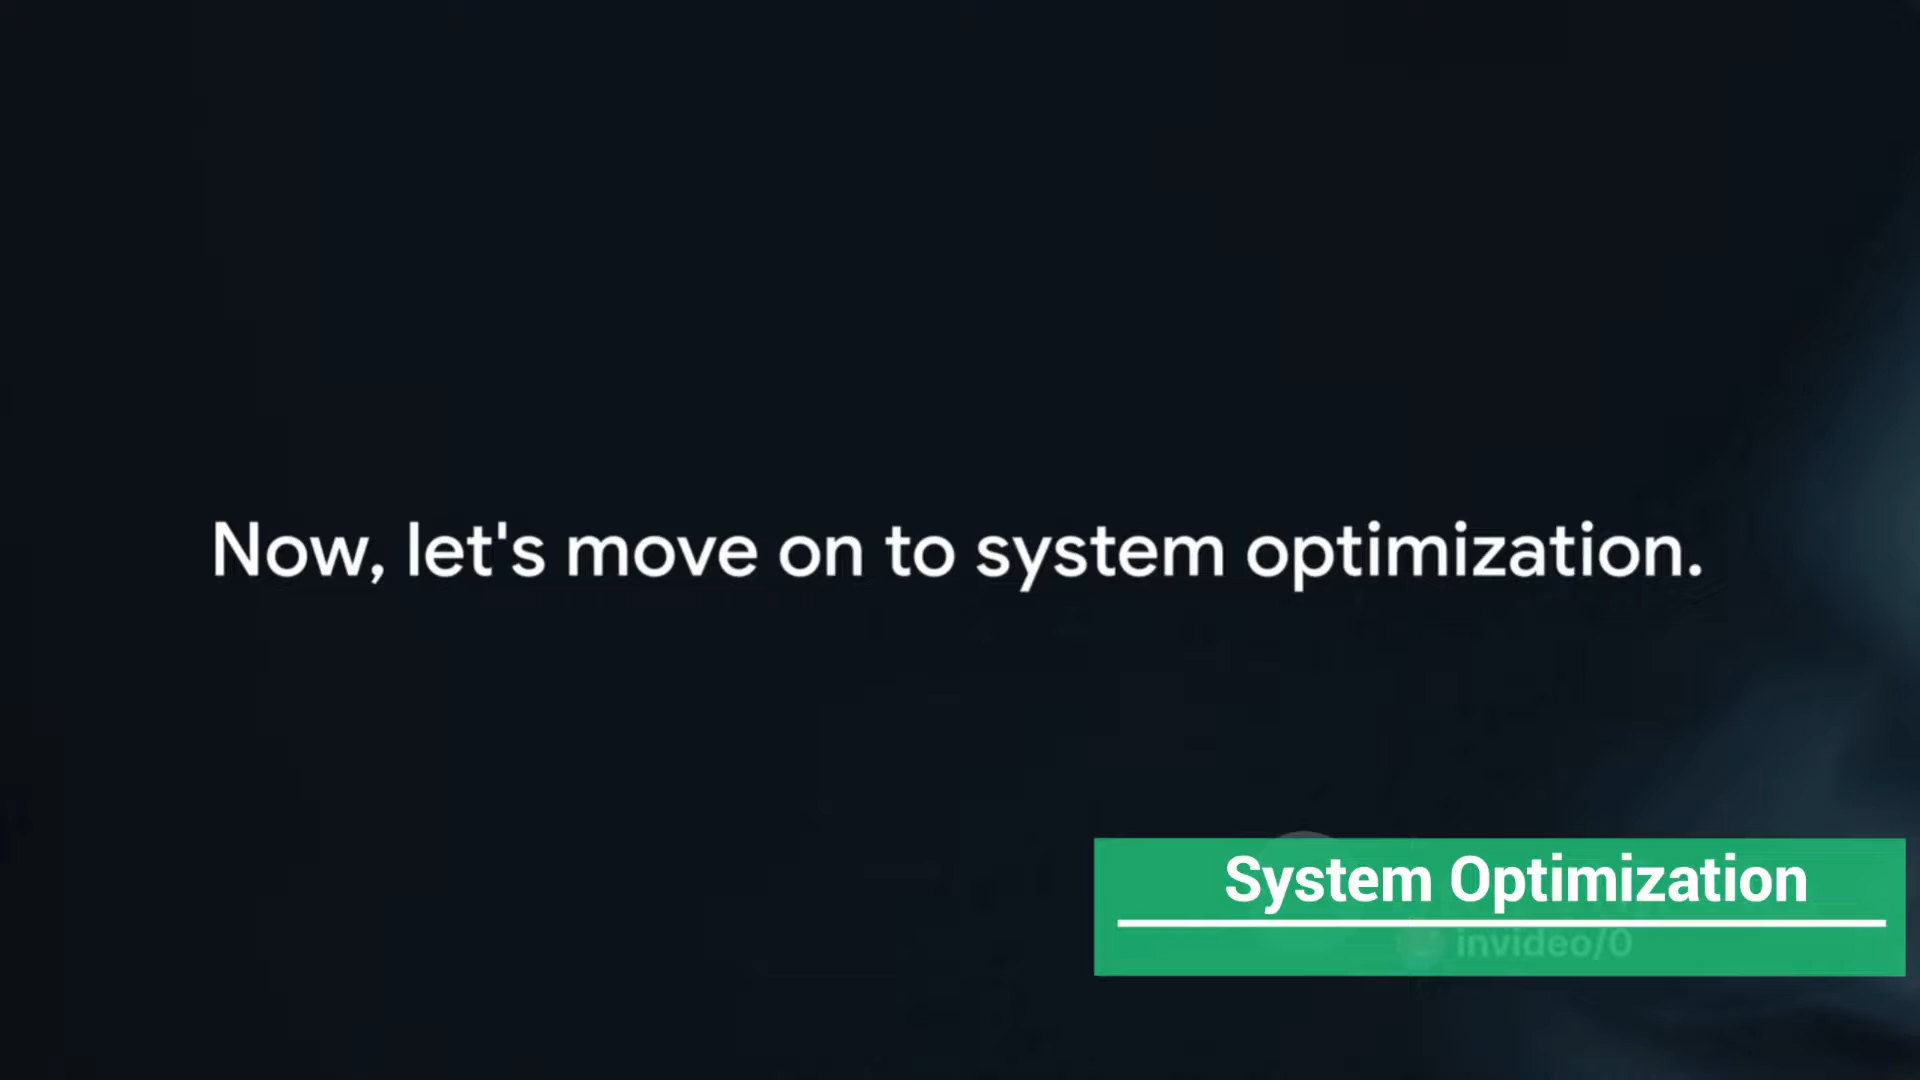 Now, let's move on to system optimization.
System Optimization
invideo/0